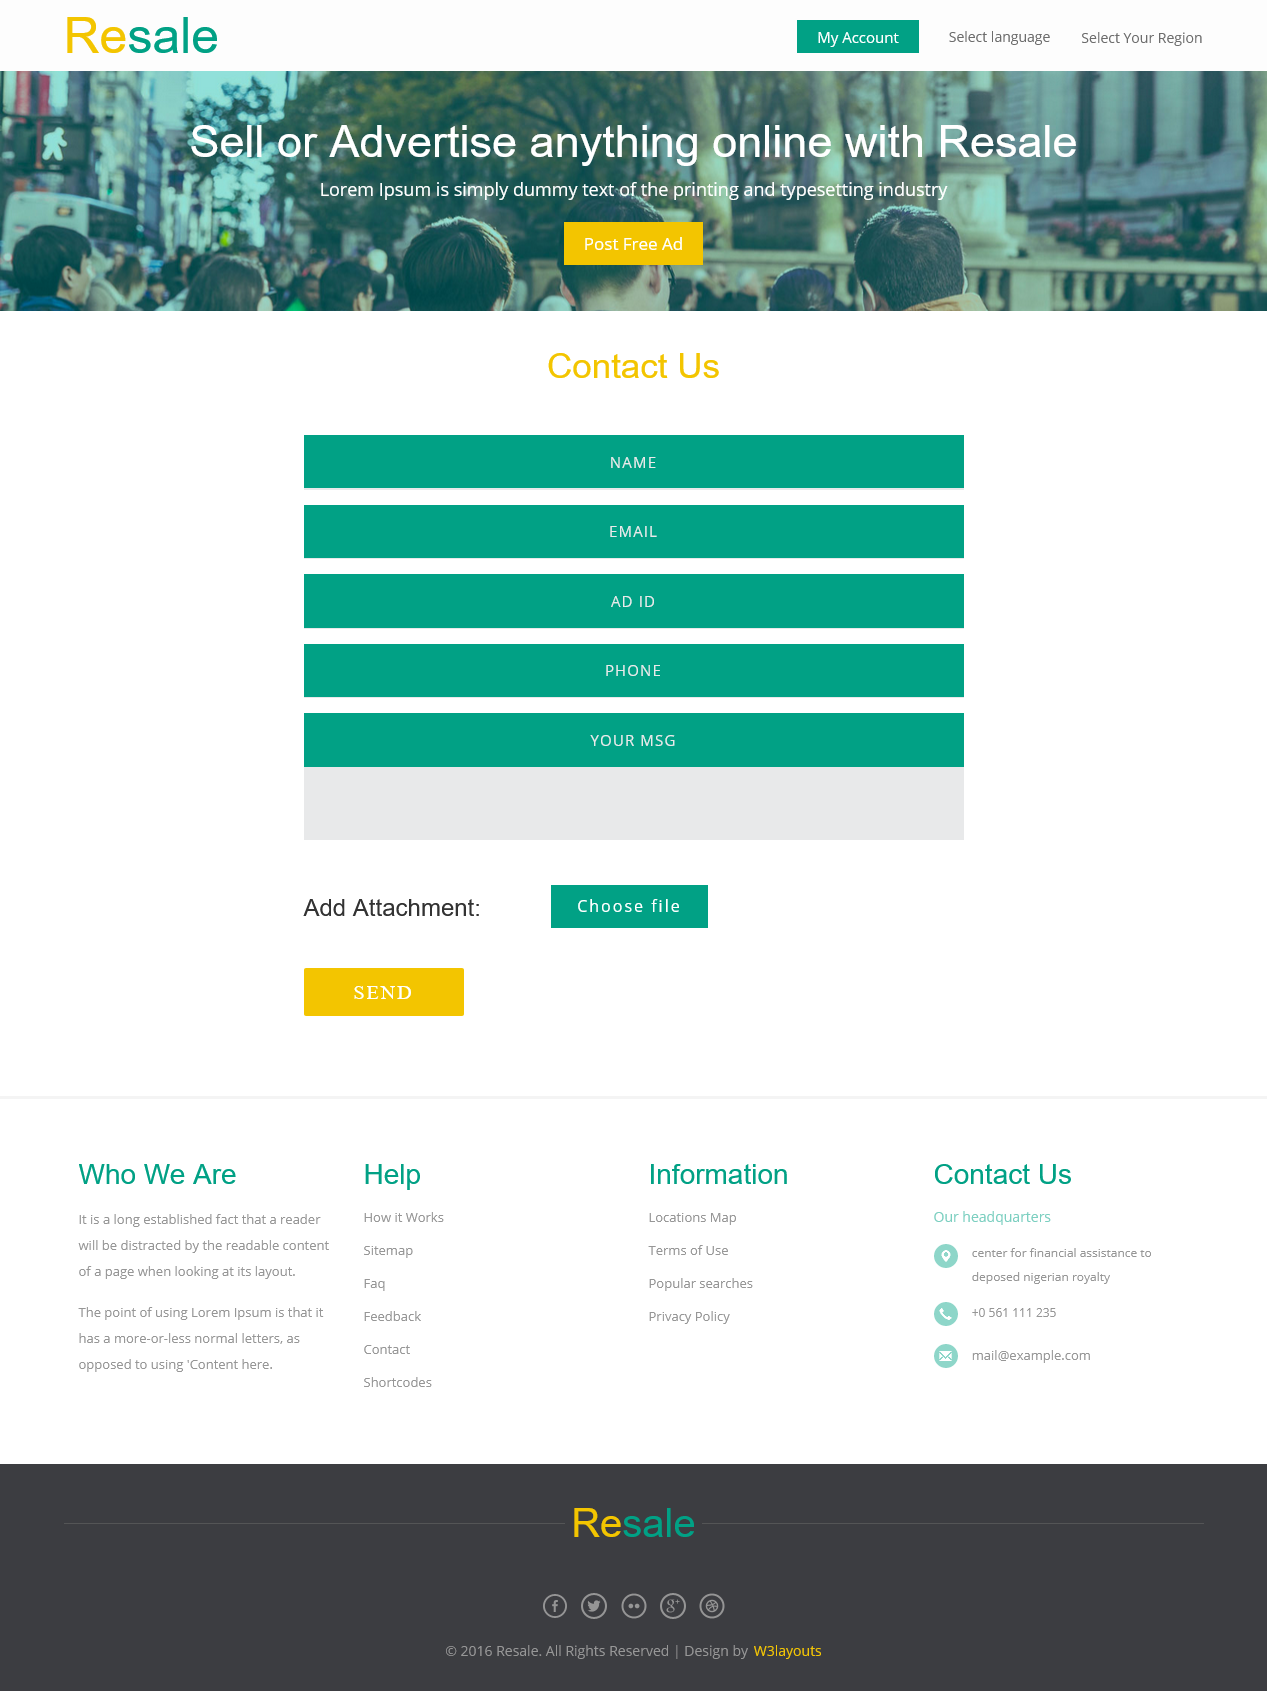 Resale
My Account
Select language
Select Your Region
Sell or Advertise anything online with Resale
Lorem Ipsum is simply dummy text of the printing and typesetting industry
Post Free Ad
Contact Us
NAME
EMAIL
AD ID
PHONE
YOUR MSG
Add Attachment:
Choose file
SEND
Who We Are
It is a long established fact that a reader
will be distracted by the readable content
of a page when looking at its layout.
The point of using Lorem Ipsum is that it
has a more-or-less normal letters, as
opposed to using 'Content here.
Help
How it Works
Sitemap
Faq
Feedback
Contact
Shortcodes
Information
Locations Map
Terms of Use
Popular searches
Privacy Policy
Contact Us
Our headquarters
center for financial assistance to
deposed nigerian royalty
+0 561 111 235
mail@example.com
Resale
© 2016 Resale. All Rights Reserved | Design by W3layouts